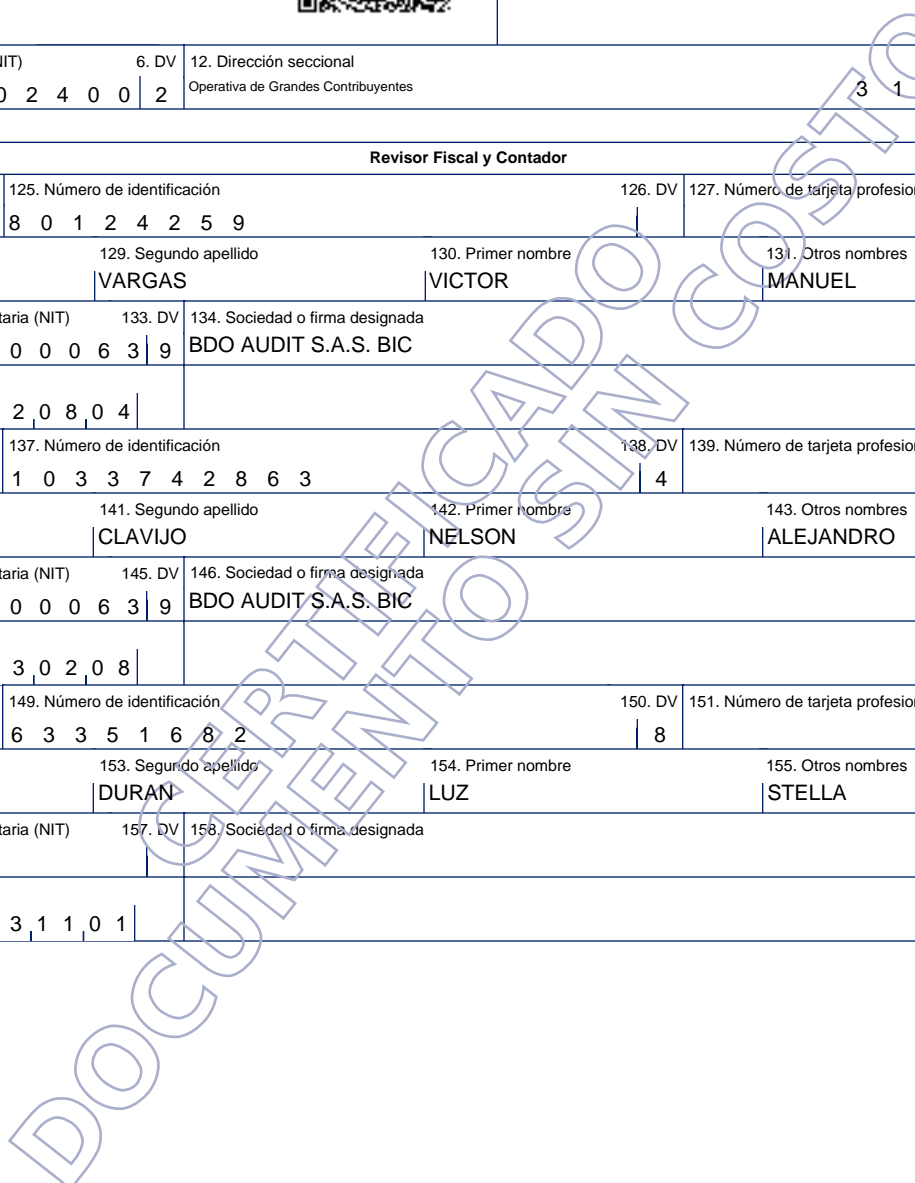 IIT) 6. DV 12. Dirección seccional
0 2 4 0 0 2 Operativa de Grandes Contribuyentes 3 1
Revisor Fiscal y Contador
125. Número de identificación 126. DV 127. Número de tarjeta profesion
8 0 1 2 4 2 5 9
129. Segundo apellido 130. Primer nombre 131. Otros nombres
VARGAS VICTOR MANUEL
taria (NIT) 133. DV 134. Sociedad o firma designada
0 0 0 6 3 9 BDO AUDIT S.A.S. BIC
2 0 8 0 4
137. Número de identificación 138. DV 139. Número de tarjeta profesion
1 0 3 3 7 4 2 8 6 3 4
141. Segundo apellido 142. Primer nombre 143. Otros nombres
CLAVIJO NELSON ALEJANDRO
taria (NIT) 145. DV 146. Sociedad o firma designada
0 0 0 6 3 9 BDO AUDIT S.A.S. BIC
3 0 2 0 8
149. Número de identificación 150. DV 151. Número de tarjeta profesion
6 3 3 5 1 6 8 2 8
153. Segundo apellido 154. Primer nombre 155. Otros nombres
DURAN LUZ STELLA
taria (NIT) 157. DV 158. Sociedad o firma designada
3 1 1 0 1
CERTIFICADO
DOCUMENTO SIN COSTO